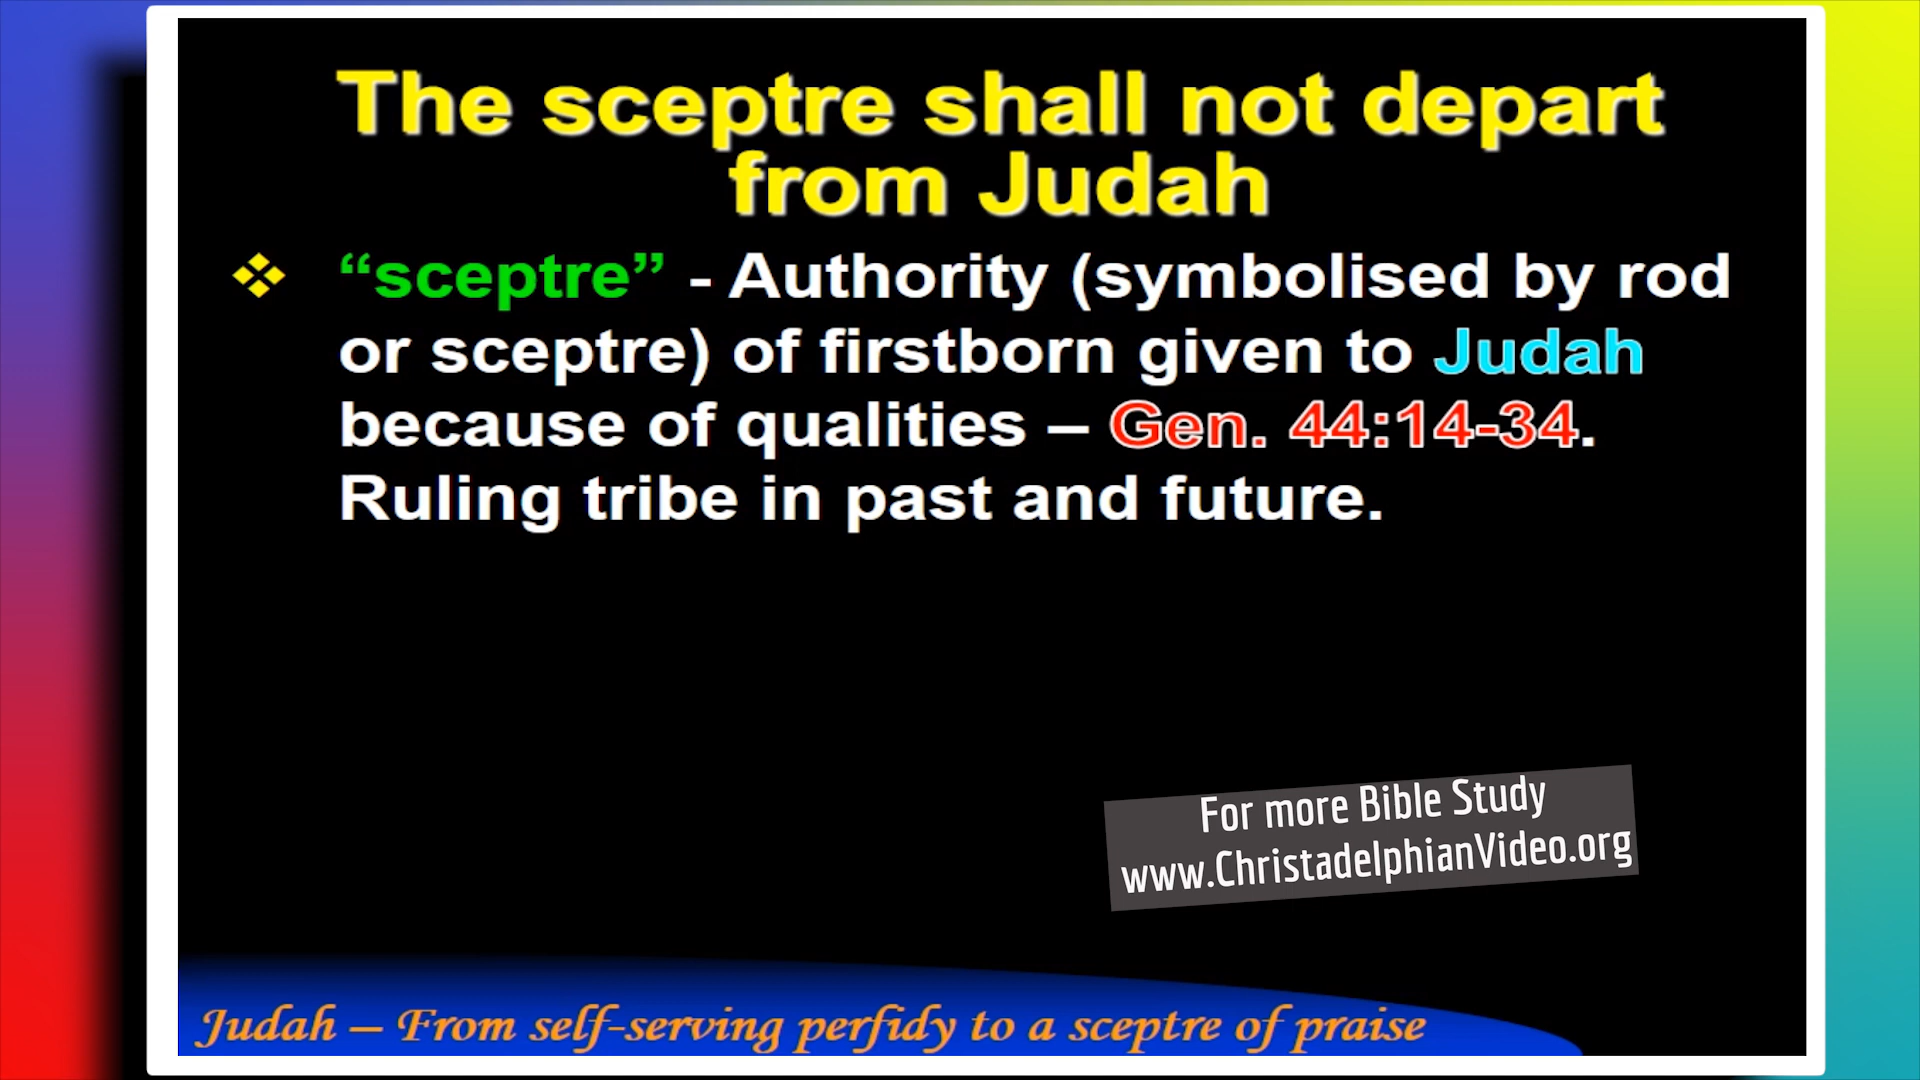 The sceptre shall not depart
from Judah
“sceptre” - Authority (symbolised by rod
or sceptre) of firstborn given to Judah
because of qualities – Gen. 44:14-34.
Ruling tribe in past and future.
For more Bible Study
www.ChristadelphianVideo.org
Judah – From self-serving perfidy to a sceptre of praise